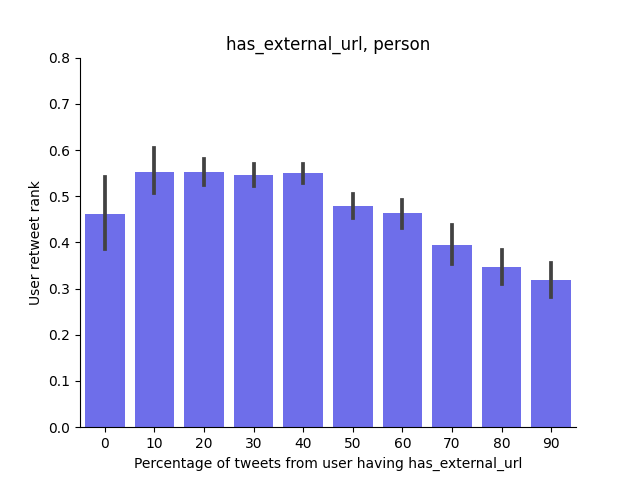 has_external_url, person
0.8
0.7
0.6
0.5
0.4
0.3
0.2
0.1
0.0
User retweet rank
0 10 20 30 40 50 60 70 80 90
Percentage of tweets from user having has_external_url